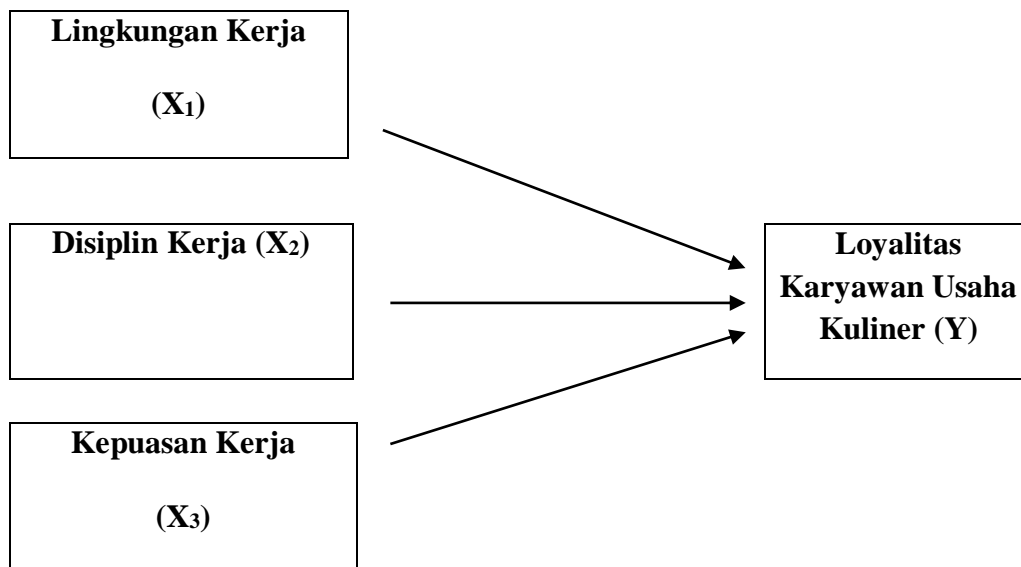 Lingkungan Kerja
(X₁)
Disiplin Kerja (X₂)
Loyalitas
Karyawan Usaha
Kuliner (Y)
Kepuasan Kerja
(X₃)